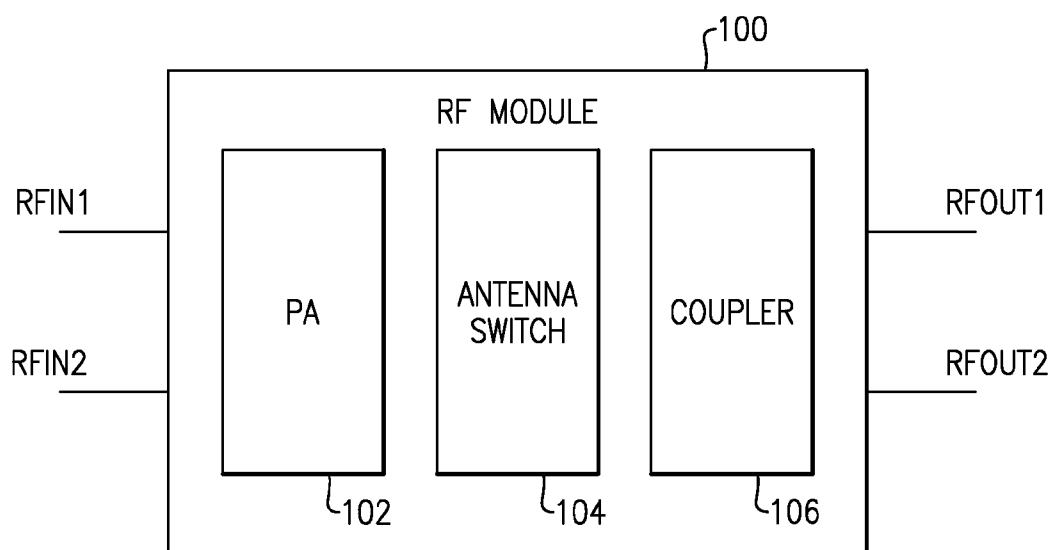 100
RF MODULE
RFIN1
RFOUT1
PA
ANTENNA
SWITCH
COUPLER
RFIN2
RFOUT2
102
104
106